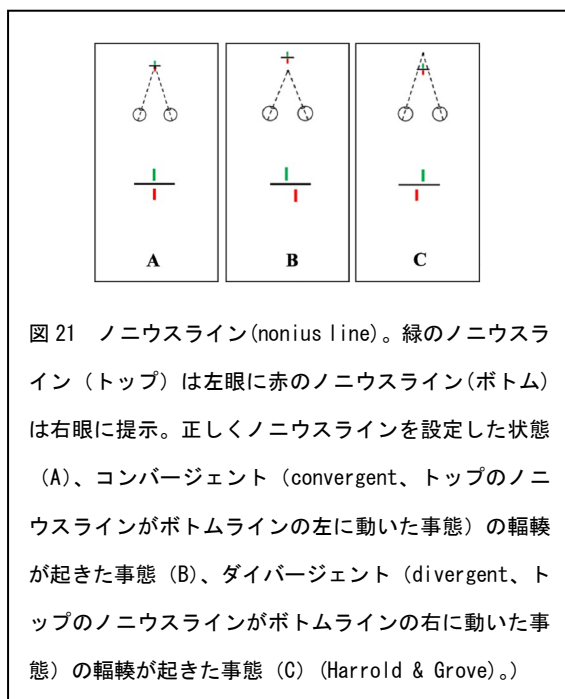 A
B
C
図 21 ノニウスライン(nonius line)。緑のノニウスラ
イン（トップ）は左眼に赤のノニウスライン(ボトム)
は右眼に提示。正しくノニウスラインを設定した状態
（A)、コンバージェント（convergent、トップのノニ
ウスラインがボトムラインの左に動いた事態）の輻輳
が起きた事態（B)、ダイバージェント（divergent、ト
ップのノニウスラインがボトムラインの右に動いた事
態）の輻輳が起きた事態（C）(Harrold & Grove)。)